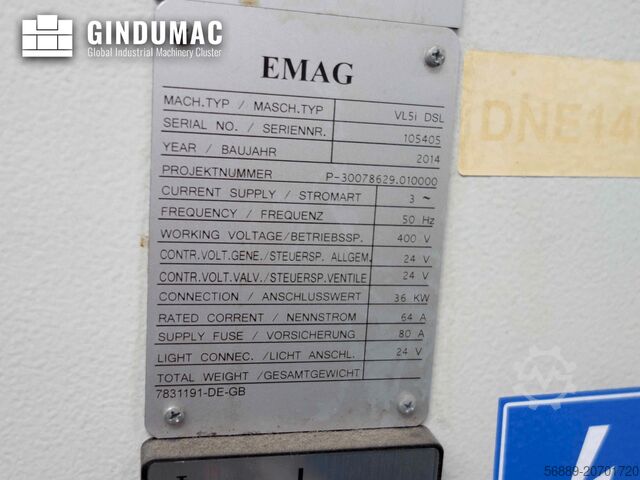 GINDUMAC
Global Industrial Machinery Cluster
EMAG
MACH.TYP / MASCH.TYP VL5i DSL
SERIAL NO. / SERIENNR. 105405
YEAR / BAUJAHR 2014
PROJEKTNUMMER P-30078629.010000
CURRENT SUPPLY / STROMART 3 ~
FREQUENCY / FREQUENZ 50 Hz
WORKING VOLTAGE/BETRIEBSSP. 400 V
CONTR.VOLT.GENE./STEUERSP. ALLGEM. 24 V
CONTR.VOLT.VALV./STEUERSP.VENTILE 24 V
CONNECTION / ANSCHLUSSWERT 36 KW
RATED CORRENT / NENNSTROM 64 A
SUPPLY FUSE / VORSICHERUNG 80 A
LIGHT CONNEC. /LICHT ANSCHL. 24 V
TOTAL WEIGHT /GESAMTGEWICHT
7831191-DE-GB
DNE14
56889-20701720